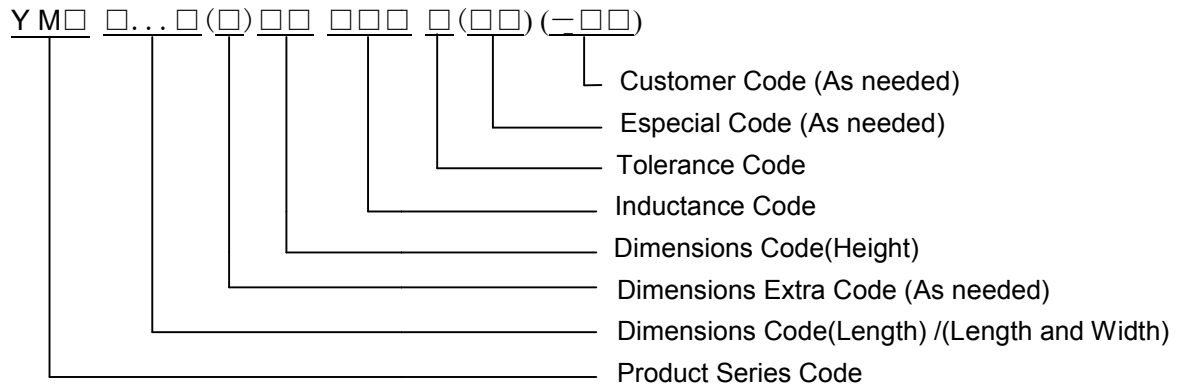 YM□ □...□(□)□□ □□□ □(□□)(－□□)
Customer Code (As needed)
Especial Code (As needed)
Tolerance Code
Inductance Code
Dimensions Code(Height)
Dimensions Extra Code (As needed)
Dimensions Code(Length) /(Length and Width)
Product Series Code